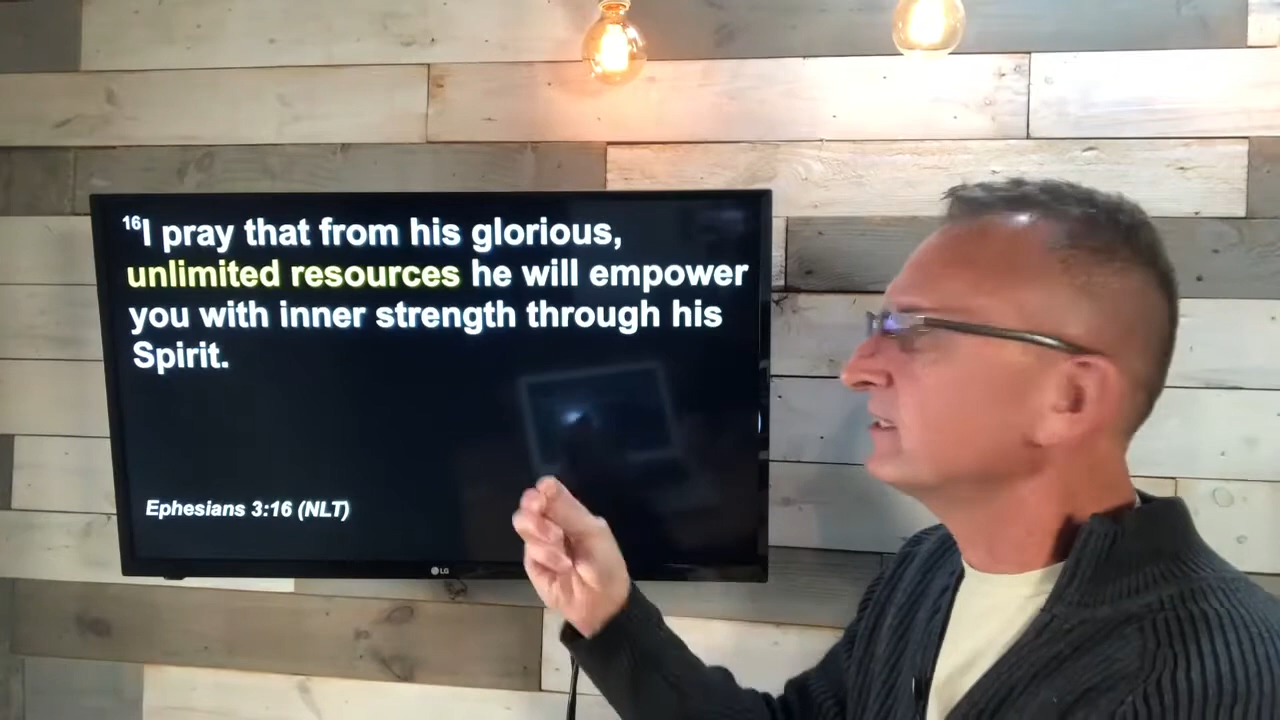 16I pray that from his glorious,
unlimited resources he will empower
you with inner strength through his
Spirit.
Ephesians 3:16 (NLT)
LG